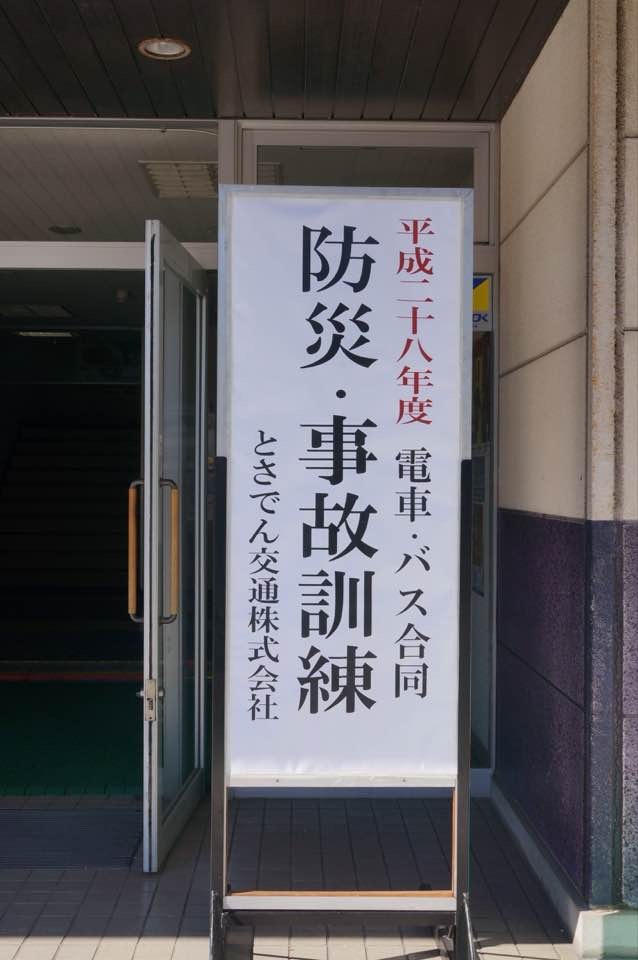 平成二十八年度 電車・バス合同
防災・事故訓練
とさでん交通株式会社